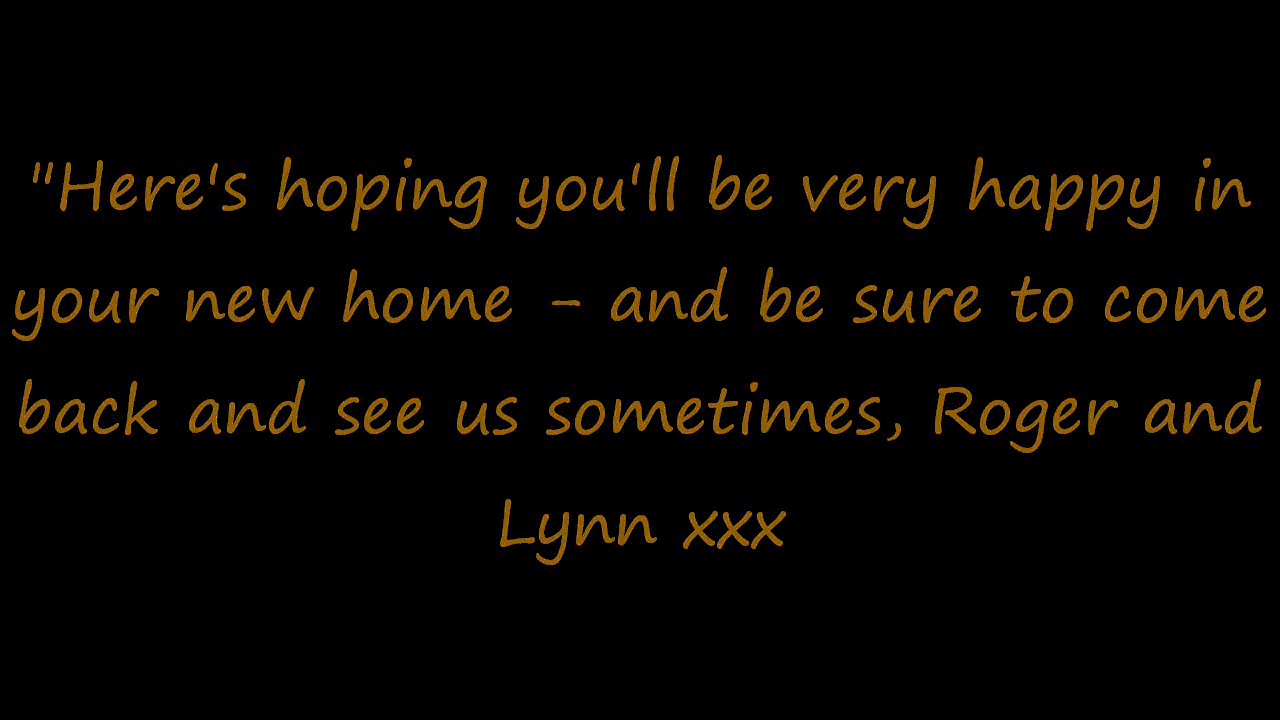 "Here's hoping you'll be very happy in
your new home - and be sure to come
back and see us sometimes, Roger and
Lynn xxx